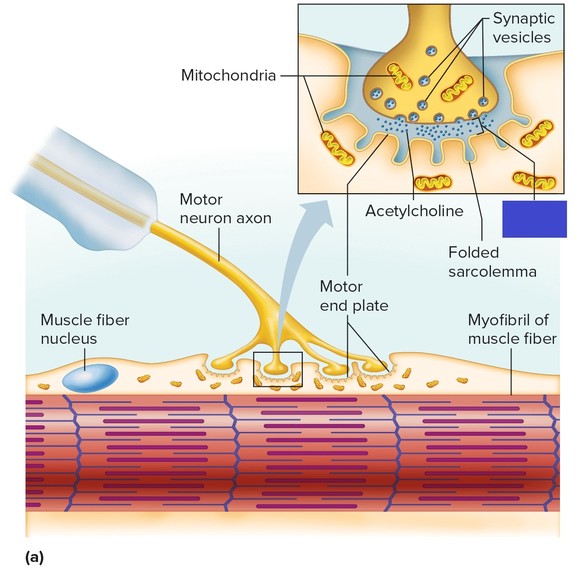 Synaptic
vesicles
Mitochondria
Acetylcholine
Motor
neuron axon
Folded
sarcolemma
Motor
end plate
Muscle fiber
nucleus
Myofibril of
muscle fiber
(a)